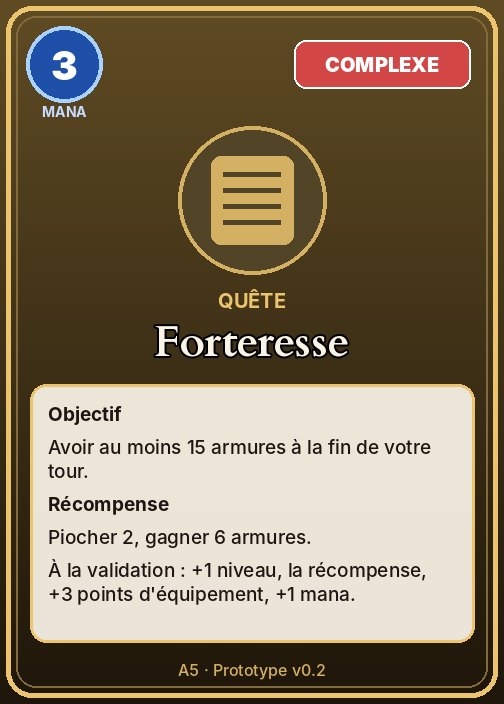 3
COMPLEXE
MANA
QUÊTE
Forteresse
Objectif
Avoir au moins 15 armures à la fin de votre
tour.
Récompense
Piocher 2, gagner 6 armures.
À la validation : +1 niveau, la récompense,
+3 points d'équipement, +1 mana.
A5 · Prototype v0.2